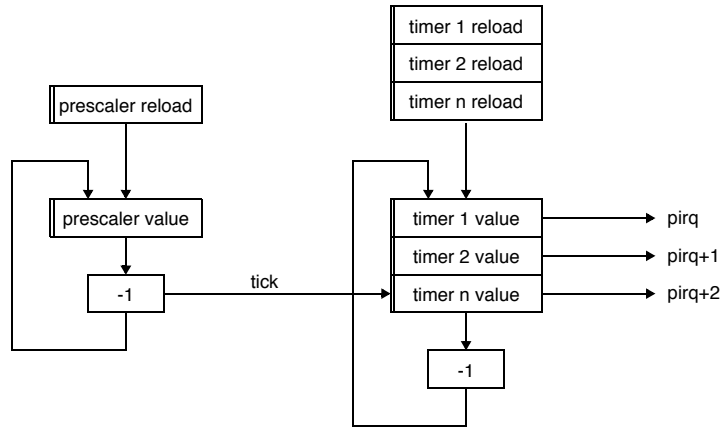 timer 1 reload
timer 2 reload
timer n reload
prescaler reload
prescaler value
-1
tick
timer 1 value
timer 2 value
timer n value
pirq
pirq+1
pirq+2
-1